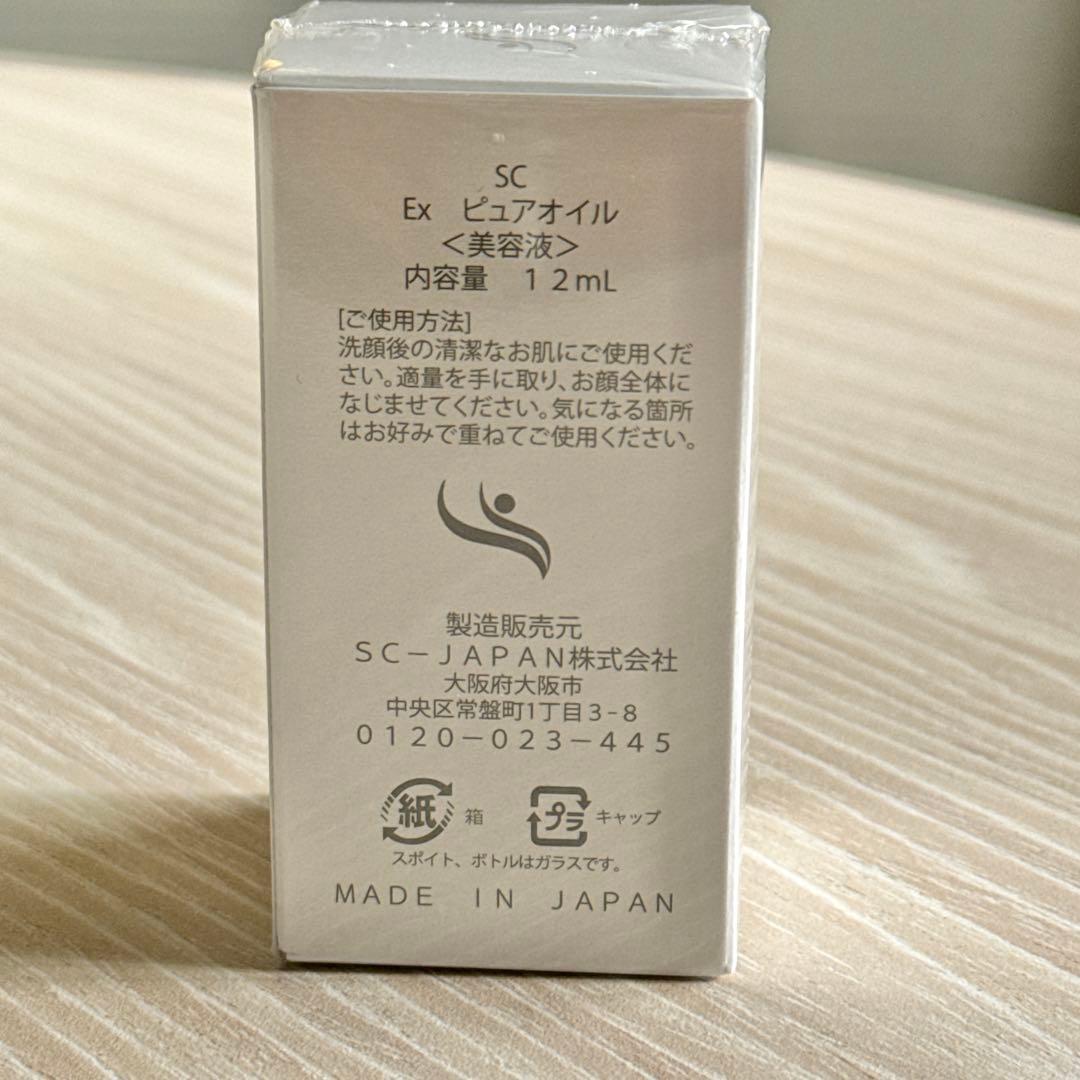 SC
Ex　ピュアオイル
＜美容液＞
内容量　１２mL
[ご使用方法]
洗顔後の清潔なお肌にご使用くだ
さい。適量を手に取り、お顔全体に
なじませてください。気になる箇所
はお好みで重ねてご使用ください。
製造販売元
ＳＣ－ＪＡＰＡＮ株式会社
大阪府大阪市
中央区常盤町1丁目３-８
０１２０－０２３－４４５
紙 箱
プラ キャップ
スポイト、ボトルはガラスです。
ＭＡＤＥ　ＩＮ　ＪＡＰＡＮ